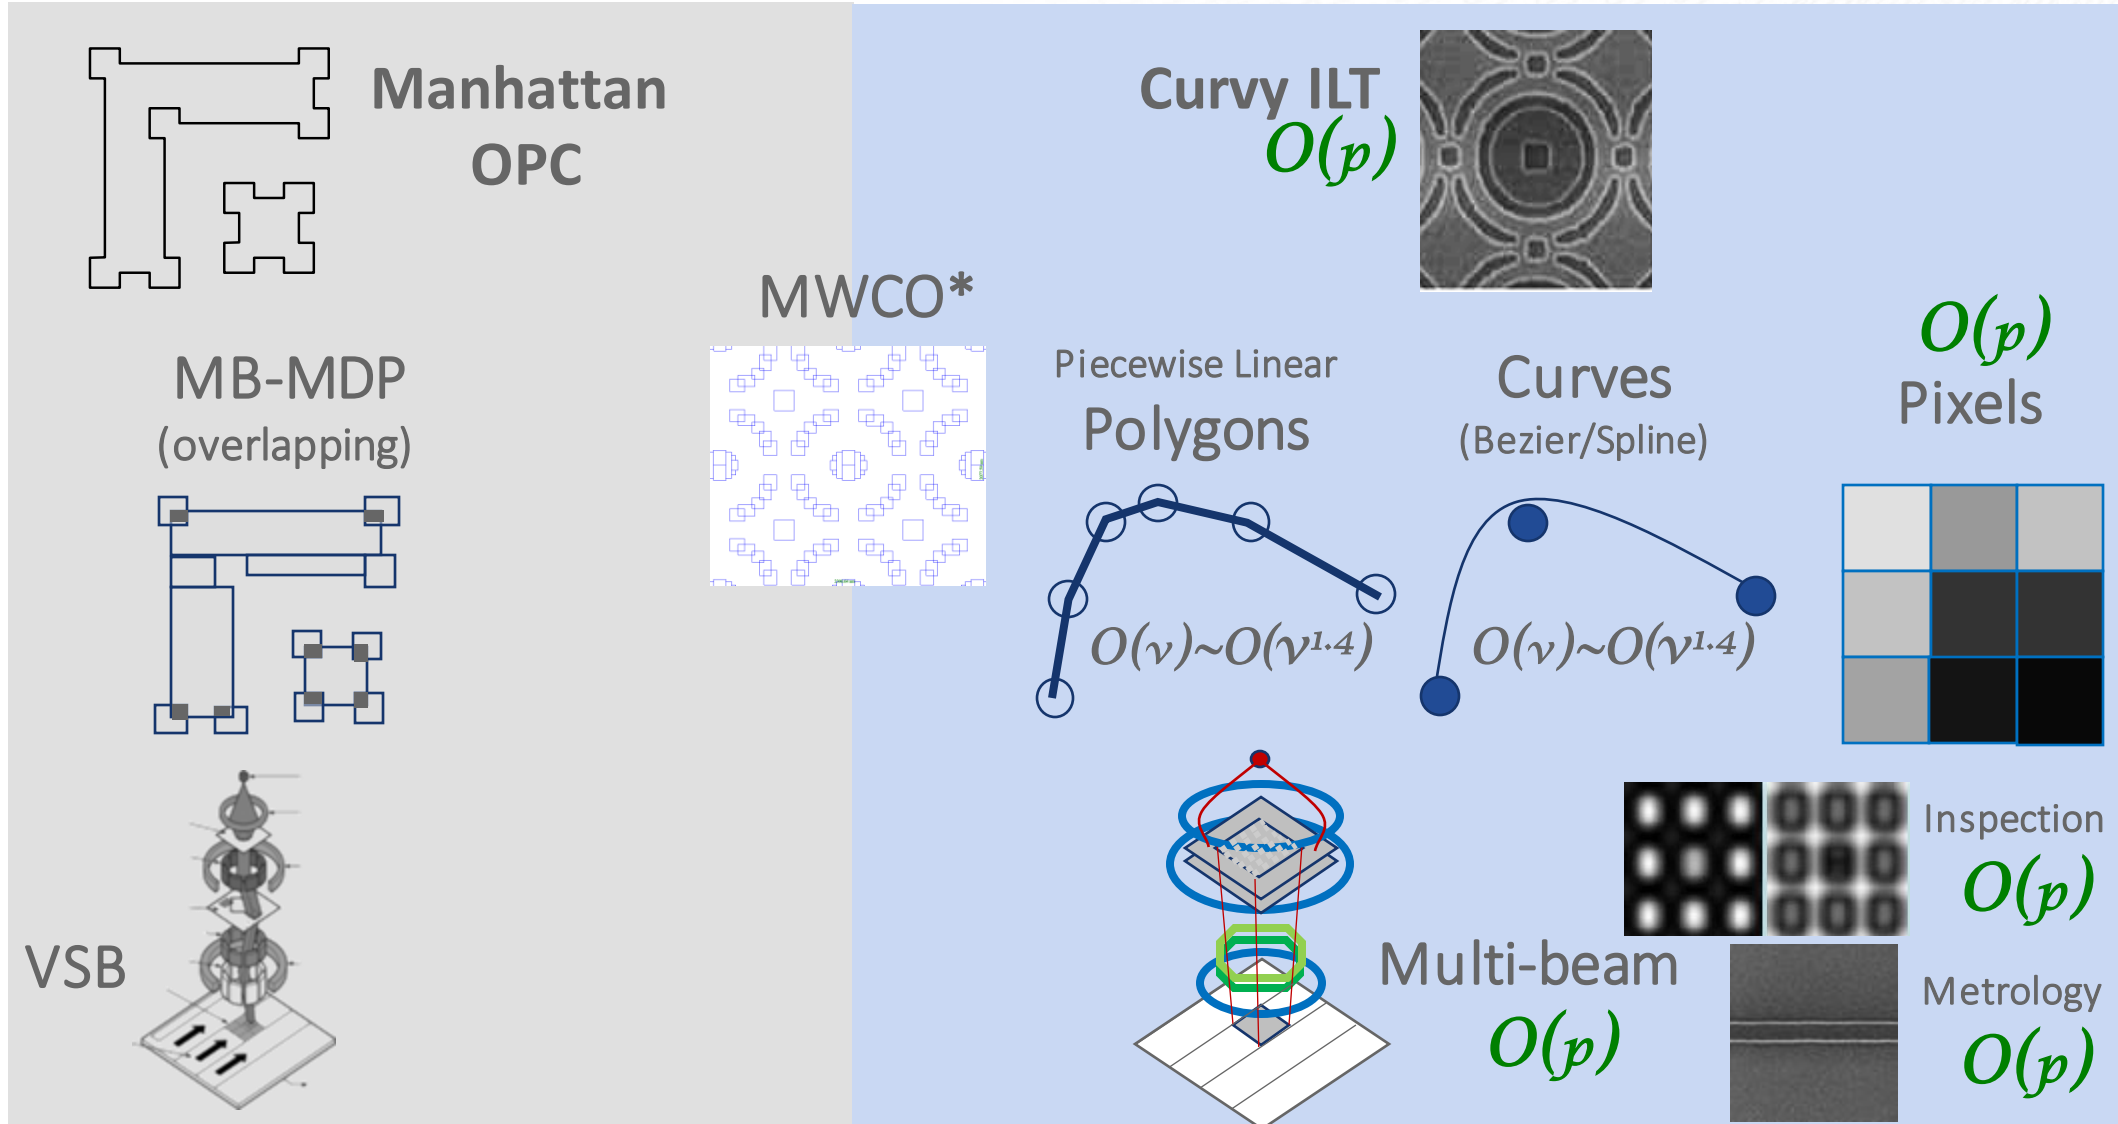 Manhattan
OPC
Curvy ILT
O(p)
MWCO*
MB-MDP
(overlapping)
Piecewise Linear
Polygons
O(v)~O(v¹·⁴)
Curves
(Bezier/Spline)
O(v)~O(v¹·⁴)
O(p)
Pixels
VSB
Multi-beam
O(p)
Inspection
O(p)
Metrology
O(p)